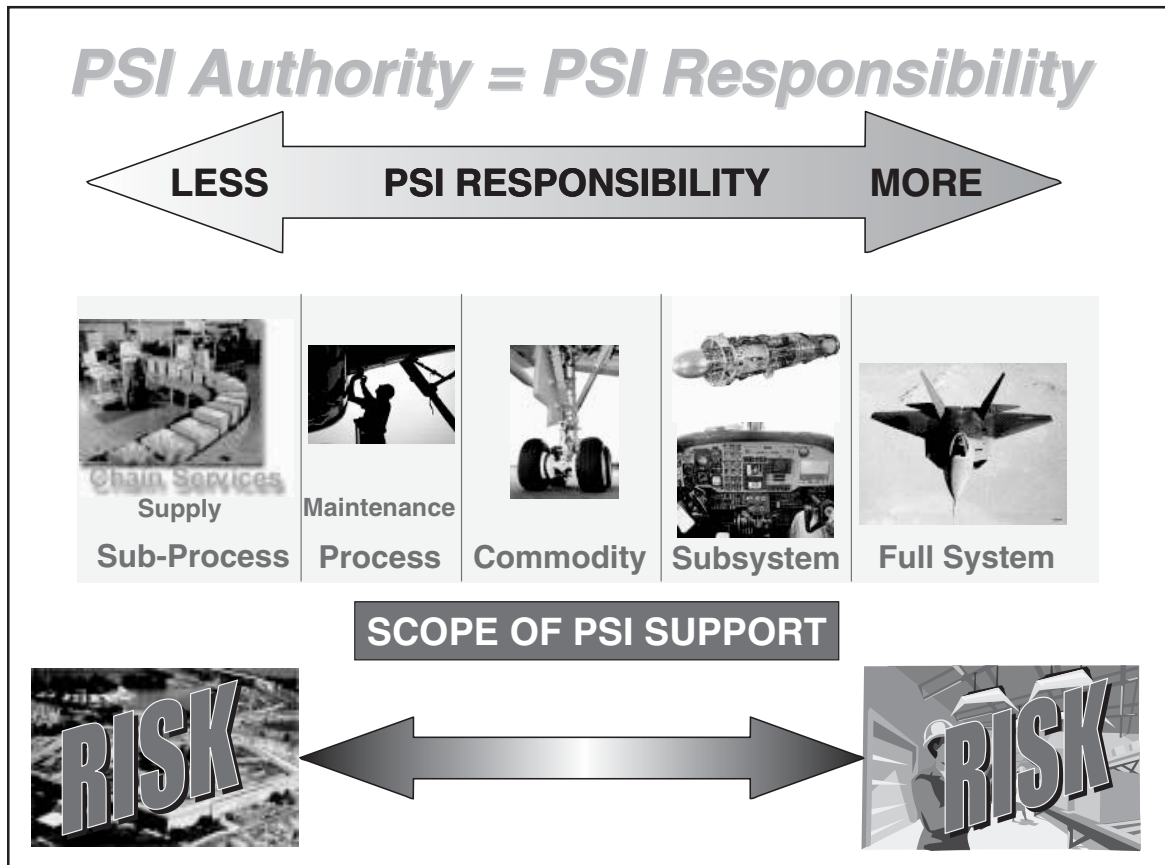 PSI Authority = PSI Responsibility
LESS PSI RESPONSIBILITY MORE
Chain Services
Supply
Maintenance
Sub-Process
Process
Commodity
Subsystem
Full System
SCOPE OF PSI SUPPORT
RISK
RISK